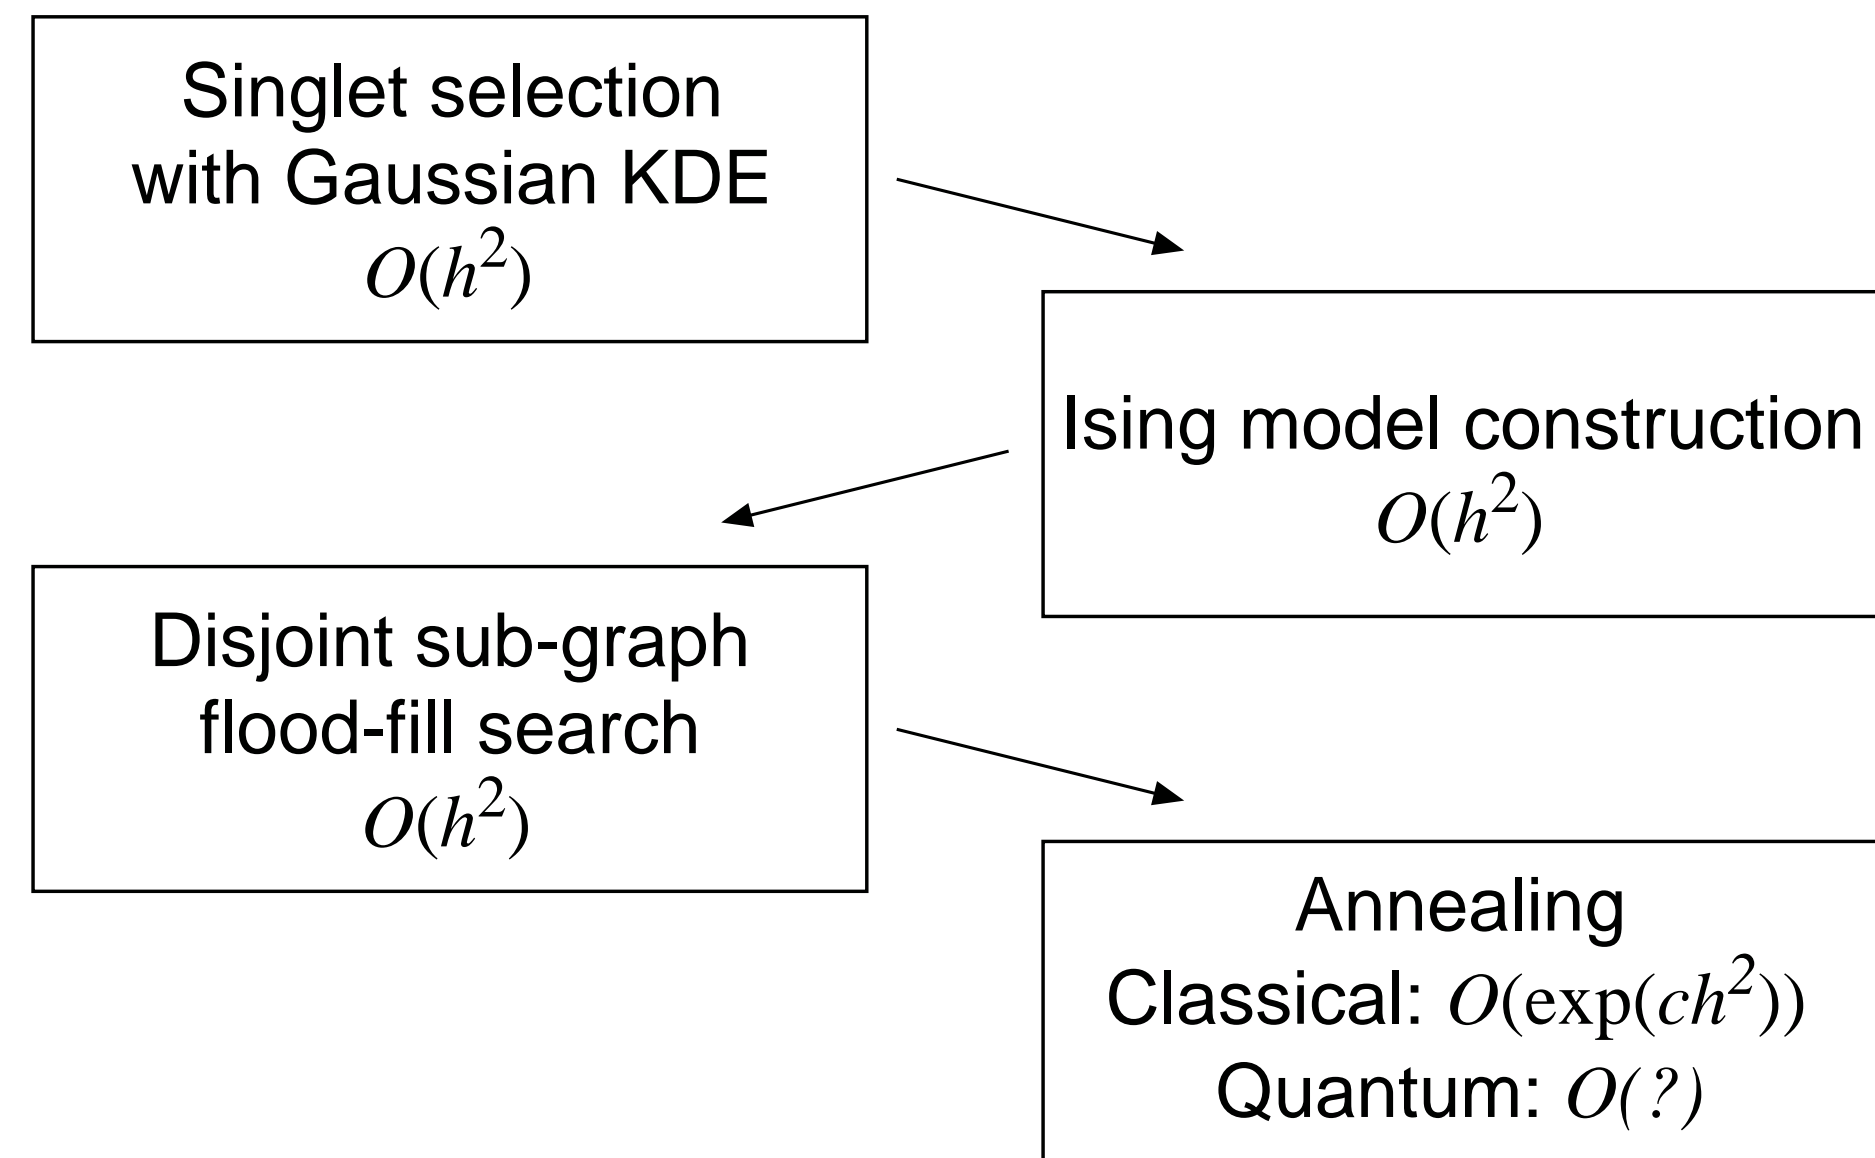 Singlet selection
with Gaussian KDE
O(h²)
Ising model construction
O(h²)
Disjoint sub-graph
flood-fill search
O(h²)
Annealing
Classical: O(exp(ch²))
Quantum: O(?)